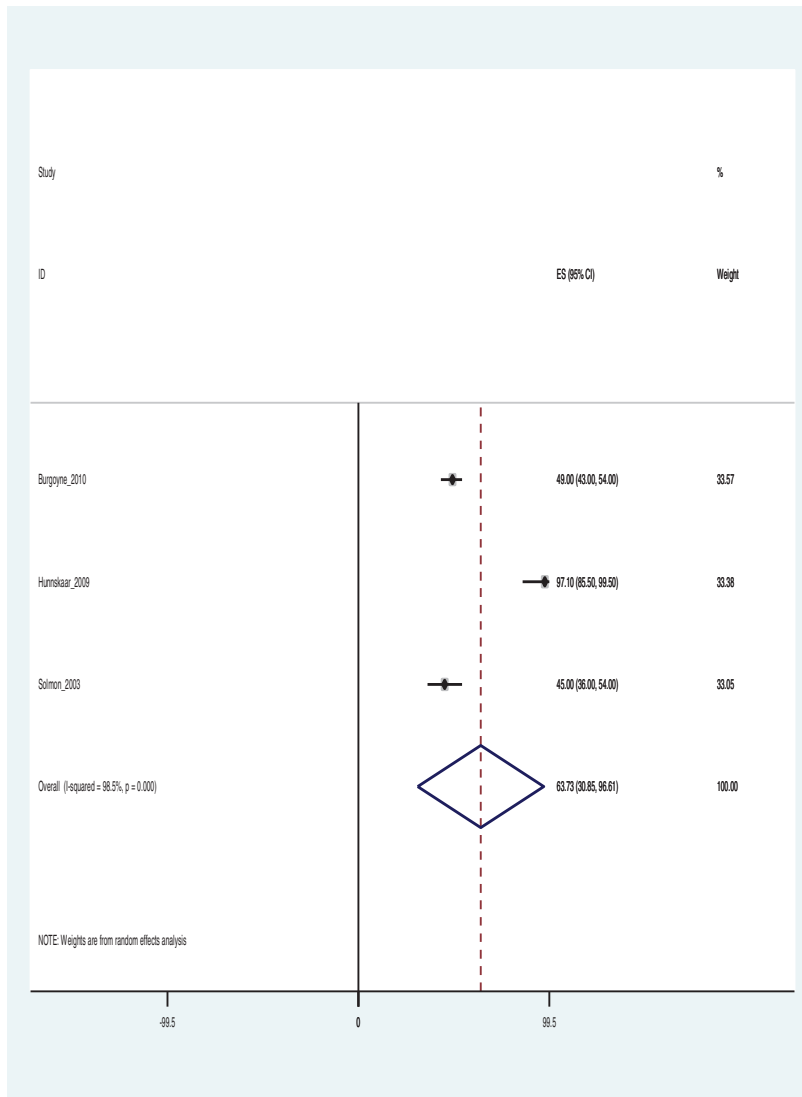 Study %
ID ES (95% CI) Weight
Burgoyne_2010 49.00 (43.00, 54.00) 33.57
Hunnskaar_2009 97.10 (85.50, 99.50) 33.38
Solmon_2003 45.00 (36.00, 54.00) 33.05
Overall (I-squared = 98.5%, p = 0.000) 63.73 (30.85, 96.61) 100.00
NOTE: Weights are from random effects analysis
-99.5 0 99.5